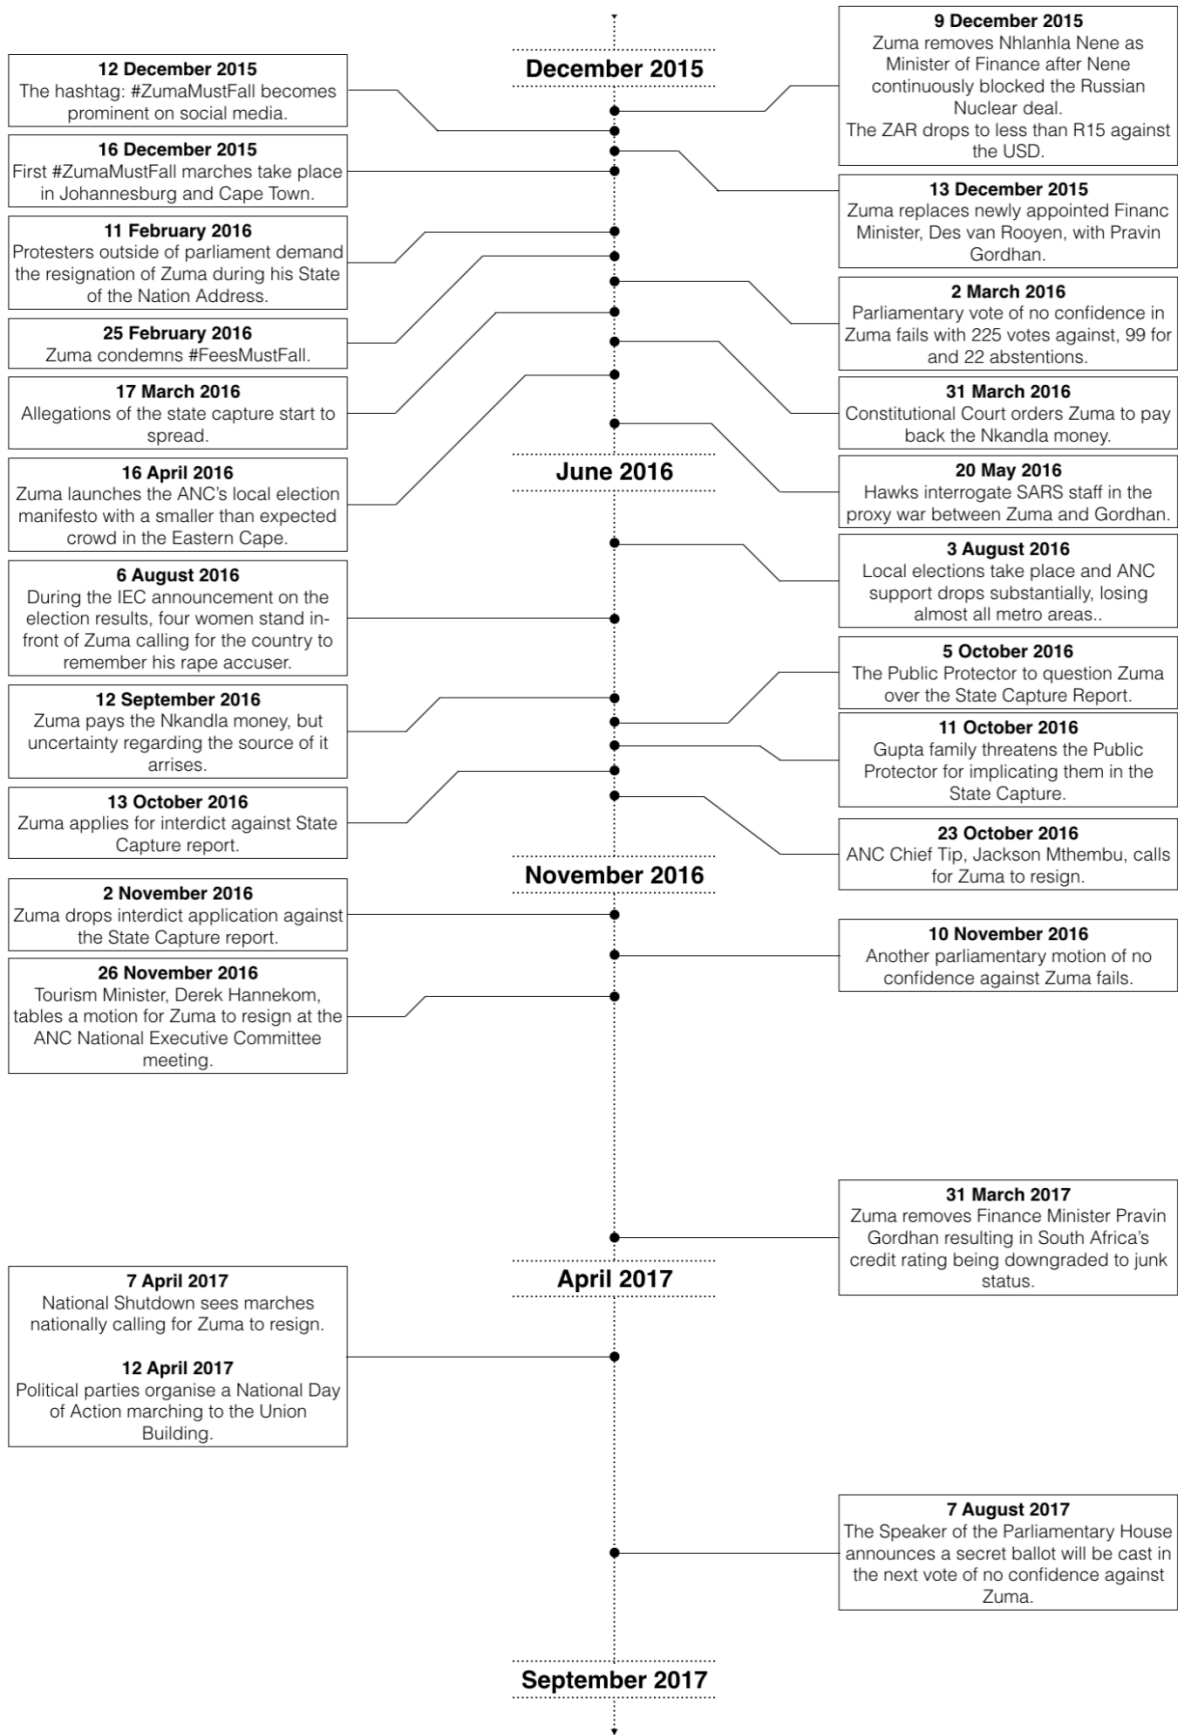 December 2015
9 December 2015
Zuma removes Nhlanhla Nene as
Minister of Finance after Nene
continuously blocked the Russian
Nuclear deal.
The ZAR drops to less than R15 against
the USD.
12 December 2015
The hashtag: #ZumaMustFall becomes
prominent on social media.
13 December 2015
Zuma replaces newly appointed Financ
Minister, Des van Rooyen, with Pravin
Gordhan.
16 December 2015
First #ZumaMustFall marches take place
in Johannesburg and Cape Town.
11 February 2016
Protesters outside of parliament demand
the resignation of Zuma during his State
of the Nation Address.
25 February 2016
Zuma condemns #FeesMustFall.
2 March 2016
Parliamentary vote of no confidence in
Zuma fails with 225 votes against, 99 for
and 22 abstentions.
17 March 2016
Allegations of the state capture start to
spread.
31 March 2016
Constitutional Court orders Zuma to pay
back the Nkandla money.
16 April 2016
Zuma launches the ANC's local election
manifesto with a smaller than expected
crowd in the Eastern Cape.
20 May 2016
Hawks interrogate SARS staff in the
proxy war between Zuma and Gordhan.
June 2016
3 August 2016
Local elections take place and ANC
support drops substantially, losing
almost all metro areas..
6 August 2016
During the IEC announcement on the
election results, four women stand in-
front of Zuma calling for the country to
remember his rape accuser.
12 September 2016
Zuma pays the Nkandla money, but
uncertainty regarding the source of it
arrises.
5 October 2016
The Public Protector to question Zuma
over the State Capture Report.
11 October 2016
Gupta family threatens the Public
Protector for implicating them in the
State Capture.
13 October 2016
Zuma applies for interdict against State
Capture report.
23 October 2016
ANC Chief Tip, Jackson Mthembu, calls
for Zuma to resign.
November 2016
2 November 2016
Zuma drops interdict application against
the State Capture report.
10 November 2016
Another parliamentary motion of no
confidence against Zuma fails.
26 November 2016
Tourism Minister, Derek Hannekom,
tables a motion for Zuma to resign at the
ANC National Executive Committee
meeting.
31 March 2017
Zuma removes Finance Minister Pravin
Gordhan resulting in South Africa's
credit rating being downgraded to junk
status.
April 2017
7 April 2017
National Shutdown sees marches
nationally calling for Zuma to resign.
12 April 2017
Political parties organise a National Day
of Action marching to the Union
Building.
7 August 2017
The Speaker of the Parliamentary House
announces a secret ballot will be cast in
the next vote of no confidence against
Zuma.
September 2017